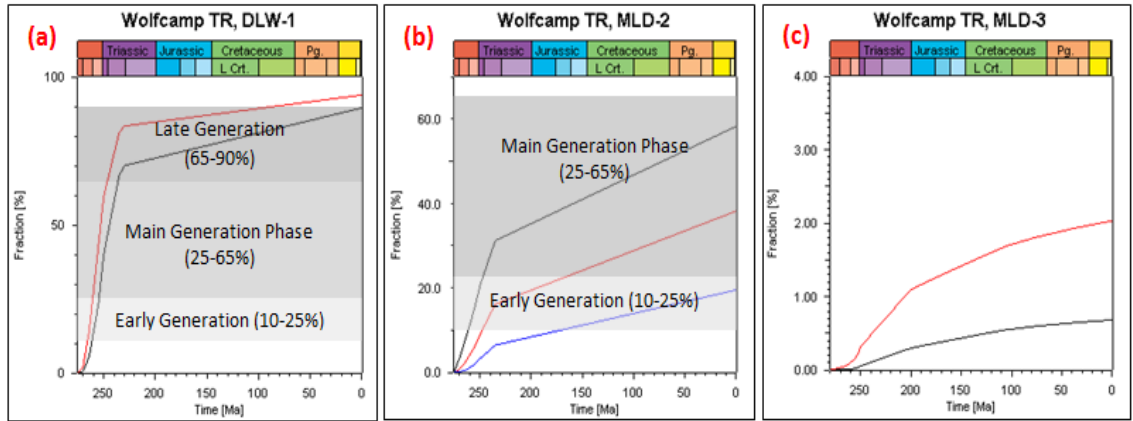 (a)
Wolfcamp TR, DLW-1
Triassic Jurassic Cretaceous Pg.
L Crt.
100
50
0
Fraction [%]
Late Generation
(65-90%)
Main Generation Phase
(25-65%)
Early Generation (10-25%)
250 200 150 100 50 0
Time [Ma]
(b)
Wolfcamp TR, MLD-2
Triassic Jurassic Cretaceous Pg.
L Crt.
60.0
40.0
20.0
0.0
Fraction [%]
Main Generation Phase
(25-65%)
Early Generation (10-25%)
250 200 150 100 50 0
Time [Ma]
(c)
Wolfcamp TR, MLD-3
Triassic Jurassic Cretaceous Pg.
L Crt.
4.00
3.00
2.00
1.00
0.00
Fraction [%]
250 200 150 100 50 0
Time [Ma]